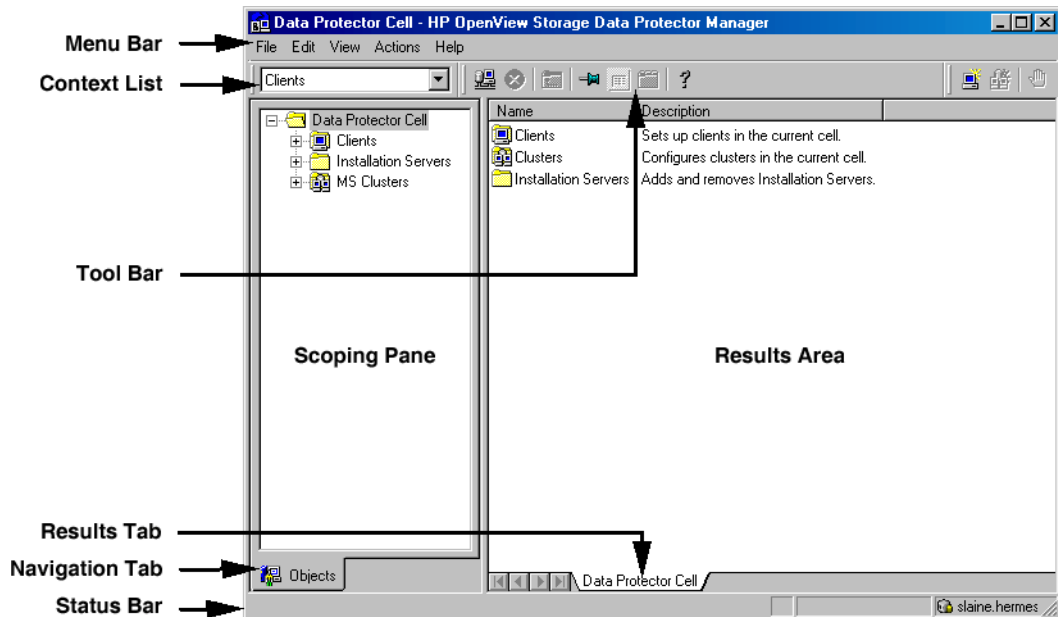 Data Protector Cell - HP OpenView Storage Data Protector Manager
Menu Bar
File Edit View Actions Help
Context List
Clients
?
Name Description
Data Protector Cell
Clients
Installation Servers
MS Clusters
Clients Sets up clients in the current cell.
Clusters Configures clusters in the current cell.
Installation Servers Adds and removes Installation Servers.
Tool Bar
Scoping Pane
Results Area
Results Tab
Navigation Tab
Objects
Data Protector Cell
Status Bar
slaine.hermes